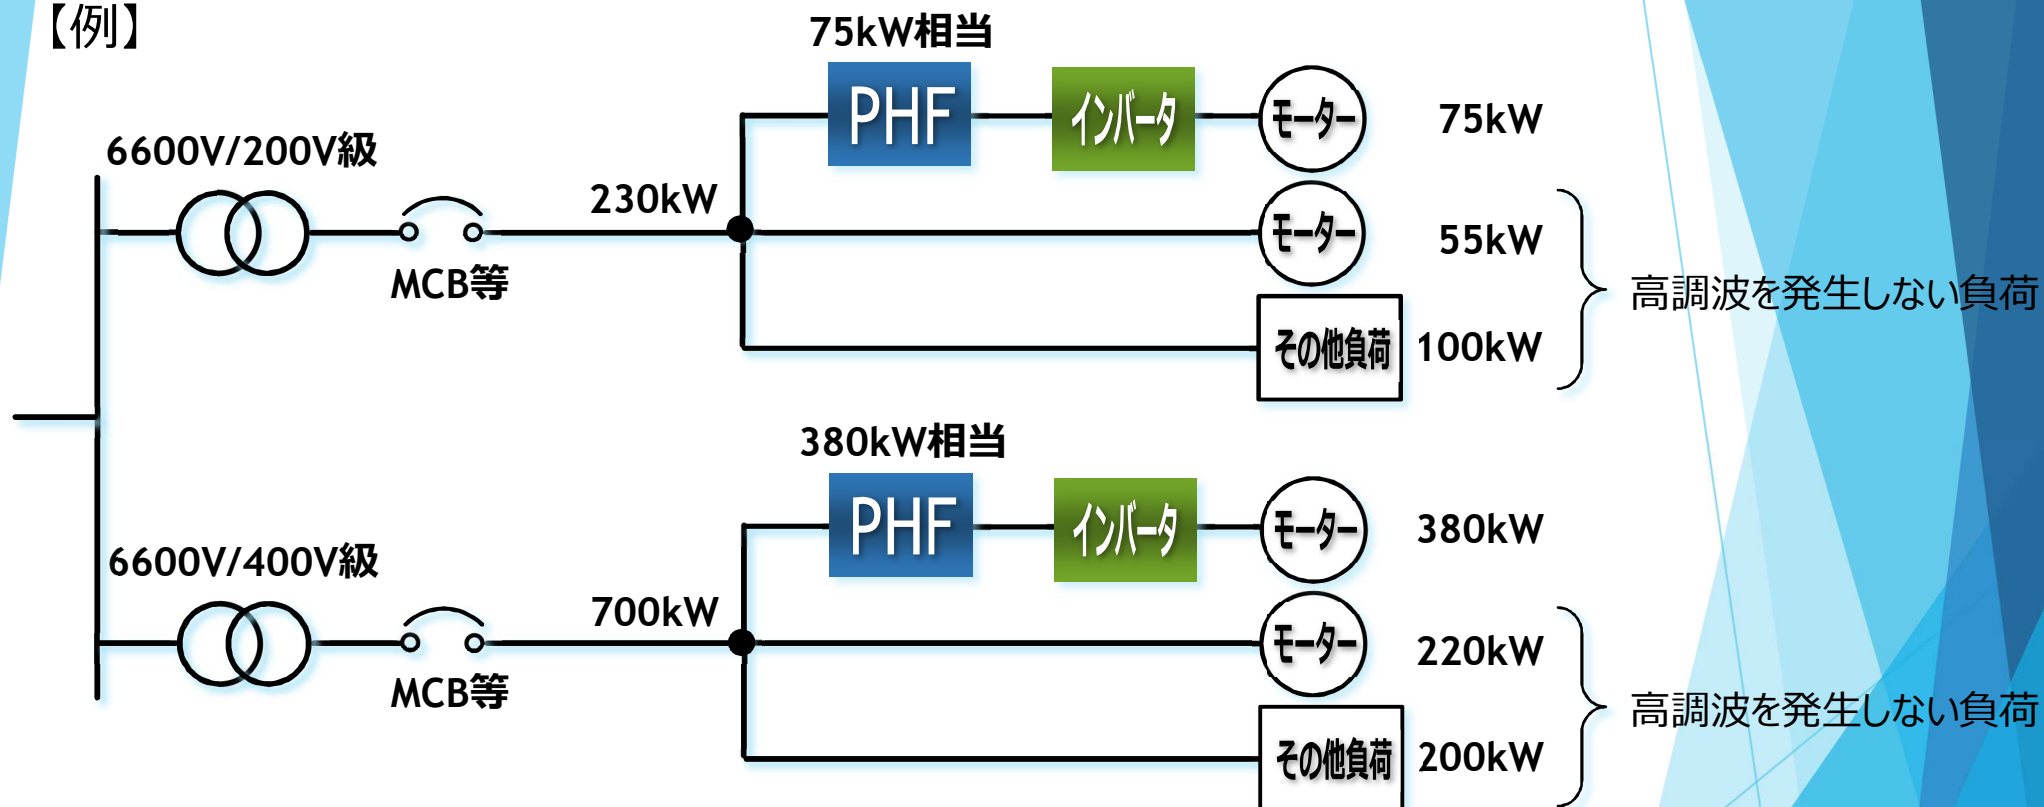 【例】
75kW相当
PHF
インバータ
モーター
75kW
6600V/200V級
230kW
モーター
55kW
MCB等
高調波を発生しない負荷
その他負荷
100kW
380kW相当
PHF
インバータ
モーター
380kW
6600V/400V級
700kW
モーター
220kW
MCB等
高調波を発生しない負荷
その他負荷
200kW